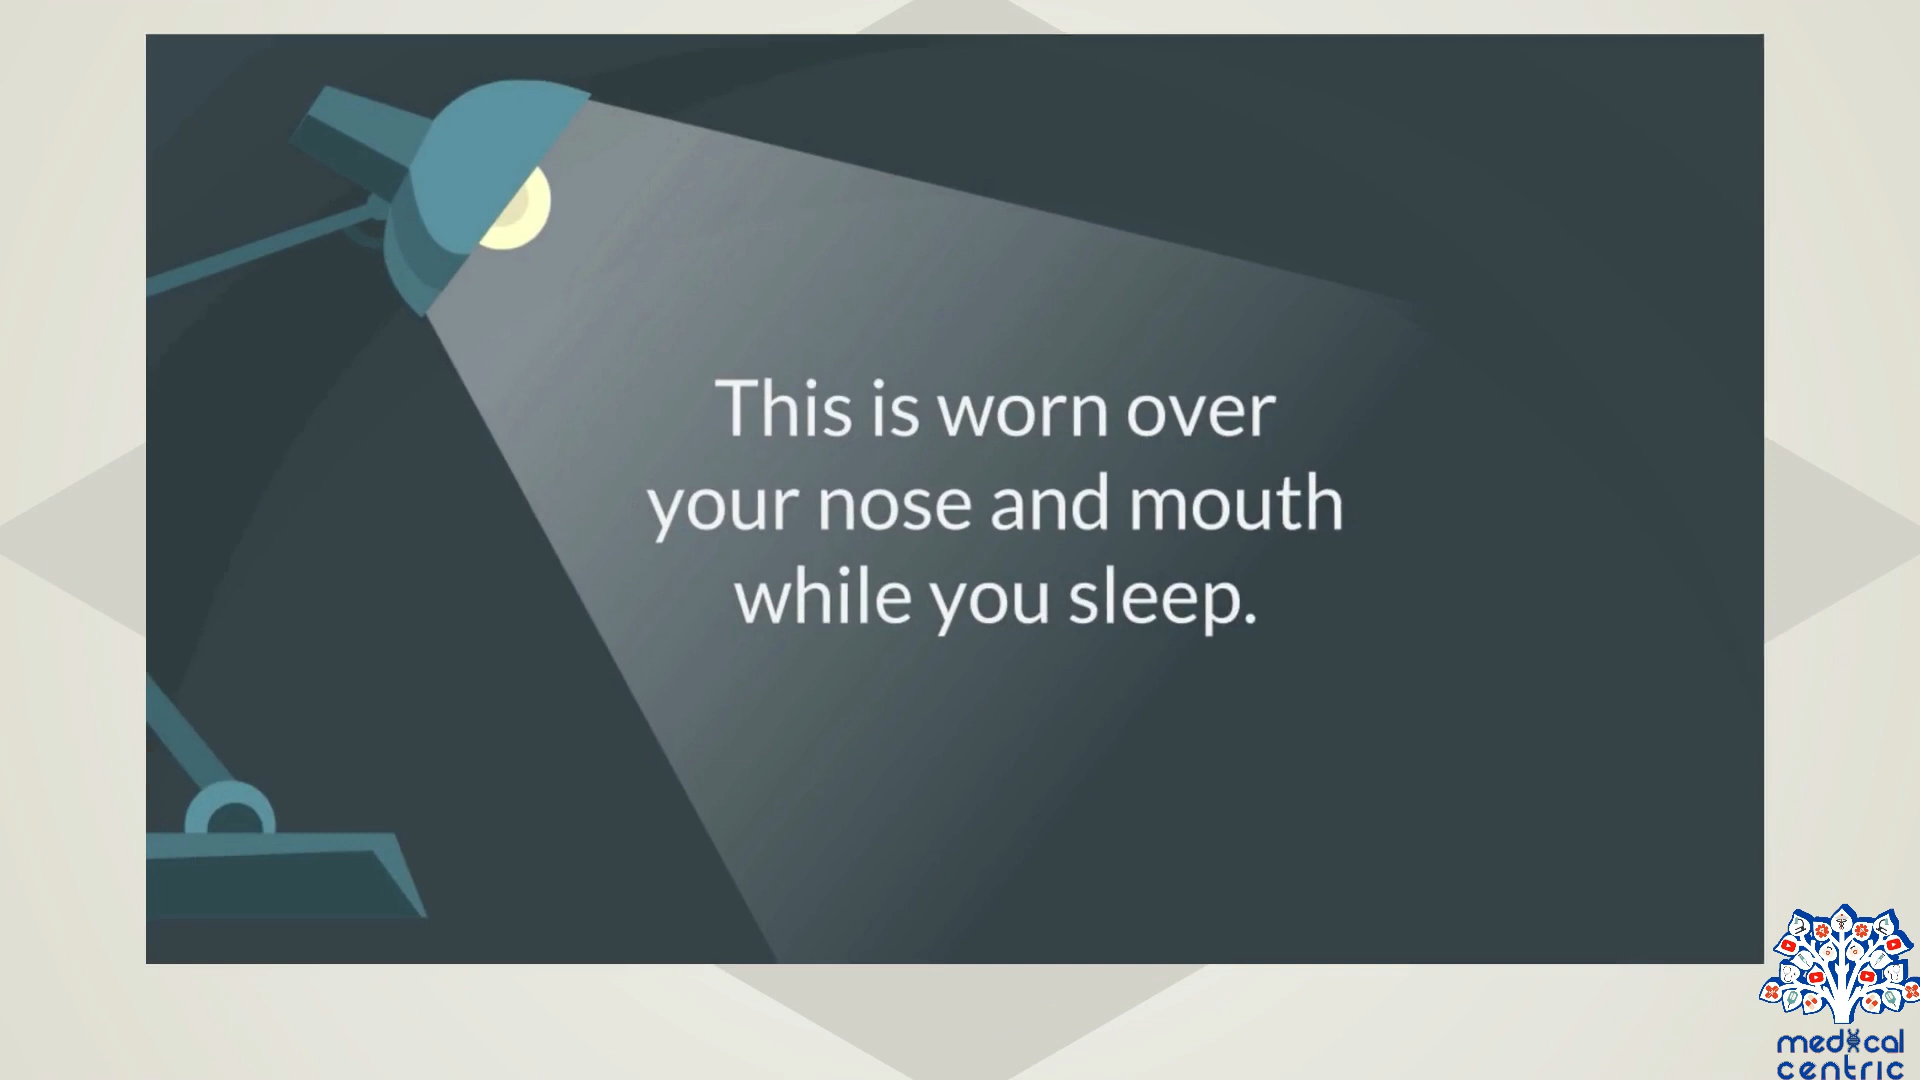 This is worn over
your nose and mouth
while you sleep.
medical
centric